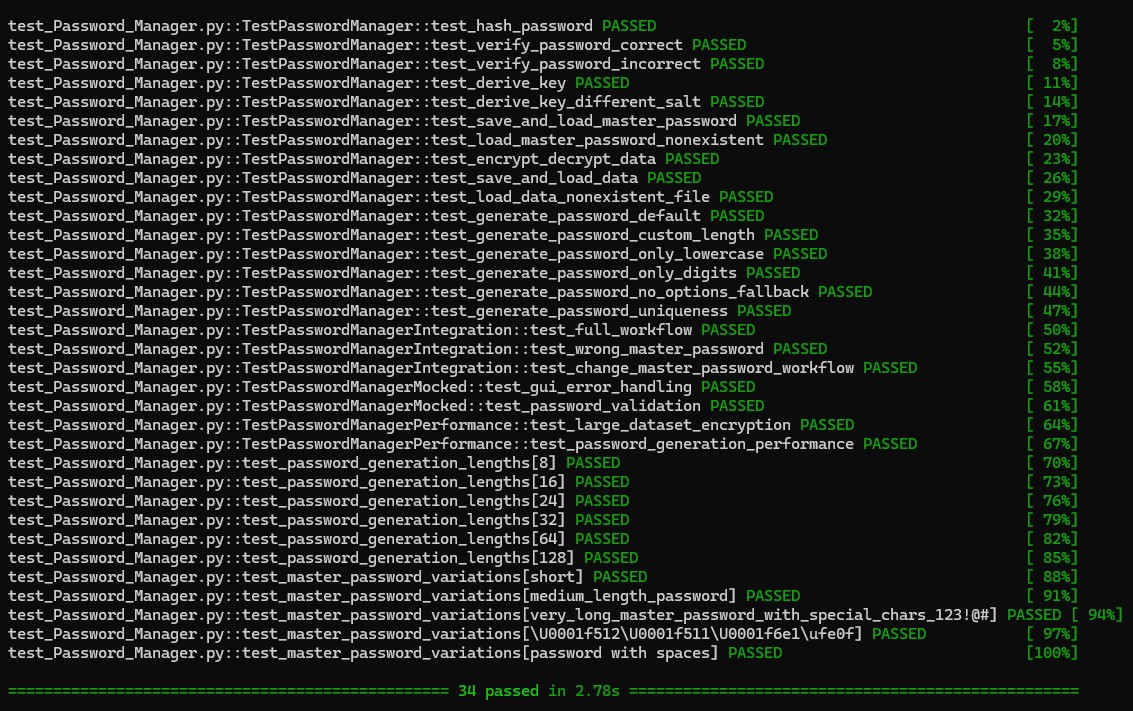 test_Password_Manager.py::TestPasswordManager::test_hash_password PASSED [  2%]
test_Password_Manager.py::TestPasswordManager::test_verify_password_correct PASSED [  5%]
test_Password_Manager.py::TestPasswordManager::test_verify_password_incorrect PASSED [  8%]
test_Password_Manager.py::TestPasswordManager::test_derive_key PASSED [ 11%]
test_Password_Manager.py::TestPasswordManager::test_derive_key_different_salt PASSED [ 14%]
test_Password_Manager.py::TestPasswordManager::test_save_and_load_master_password PASSED [ 17%]
test_Password_Manager.py::TestPasswordManager::test_load_master_password_nonexistent PASSED [ 20%]
test_Password_Manager.py::TestPasswordManager::test_encrypt_decrypt_data PASSED [ 23%]
test_Password_Manager.py::TestPasswordManager::test_save_and_load_data PASSED [ 26%]
test_Password_Manager.py::TestPasswordManager::test_load_data_nonexistent_file PASSED [ 29%]
test_Password_Manager.py::TestPasswordManager::test_generate_password_default PASSED [ 32%]
test_Password_Manager.py::TestPasswordManager::test_generate_password_custom_length PASSED [ 35%]
test_Password_Manager.py::TestPasswordManager::test_generate_password_only_lowercase PASSED [ 38%]
test_Password_Manager.py::TestPasswordManager::test_generate_password_only_digits PASSED [ 41%]
test_Password_Manager.py::TestPasswordManager::test_generate_password_no_options_fallback PASSED [ 44%]
test_Password_Manager.py::TestPasswordManager::test_generate_password_uniqueness PASSED [ 47%]
test_Password_Manager.py::TestPasswordManagerIntegration::test_full_workflow PASSED [ 50%]
test_Password_Manager.py::TestPasswordManagerIntegration::test_wrong_master_password PASSED [ 52%]
test_Password_Manager.py::TestPasswordManagerIntegration::test_change_master_password_workflow PASSED [ 55%]
test_Password_Manager.py::TestPasswordManagerMocked::test_gui_error_handling PASSED [ 58%]
test_Password_Manager.py::TestPasswordManagerMocked::test_password_validation PASSED [ 61%]
test_Password_Manager.py::TestPasswordManagerPerformance::test_large_dataset_encryption PASSED [ 64%]
test_Password_Manager.py::TestPasswordManagerPerformance::test_password_generation_performance PASSED [ 67%]
test_Password_Manager.py::test_password_generation_lengths[8] PASSED [ 70%]
test_Password_Manager.py::test_password_generation_lengths[16] PASSED [ 73%]
test_Password_Manager.py::test_password_generation_lengths[24] PASSED [ 76%]
test_Password_Manager.py::test_password_generation_lengths[32] PASSED [ 79%]
test_Password_Manager.py::test_password_generation_lengths[64] PASSED [ 82%]
test_Password_Manager.py::test_password_generation_lengths[128] PASSED [ 85%]
test_Password_Manager.py::test_master_password_variations[short] PASSED [ 88%]
test_Password_Manager.py::test_master_password_variations[medium_length_password] PASSED [ 91%]
test_Password_Manager.py::test_master_password_variations[very_long_master_password_with_special_chars_123!@#] PASSED [ 94%]
test_Password_Manager.py::test_master_password_variations[\U0001f512\U0001f511\U0001f6e1\ufe0f] PASSED [ 97%]
test_Password_Manager.py::test_master_password_variations[password with spaces] PASSED [100%]
================================================= 34 passed in 2.78s ==================================================